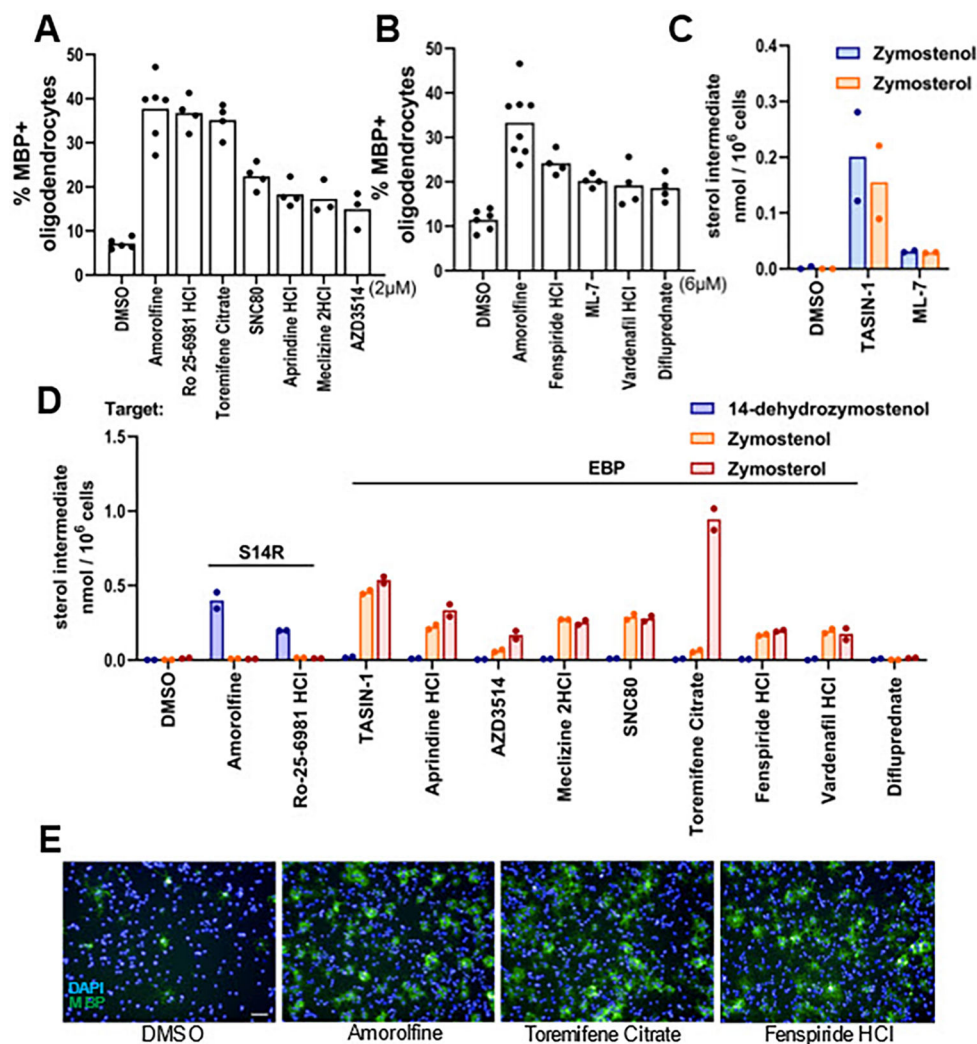 A
% MBP+
oligodendrocytes
50
40
30
20
10
0
DMSO
Amorolfine
Ro 25-6981 HCl
Toremifene Citrate
SNC80
Aprindine HCl
Meclizine 2HCl
AZD3514
(2µM)
B
% MBP+
oligodendrocytes
50
40
30
20
10
0
DMSO
Amorolfine
Fenspiride HCl
ML-7
Vardenafil HCl
Difluprednate
(6µM)
C
Zymostenol
Zymosterol
sterol intermediate
nmol / 10⁶ cells
0.4
0.3
0.2
0.1
0.0
DMSO
TASIN-1
ML-7
D
Target:
14-dehydrozymostenol
Zymostenol
Zymosterol
sterol intermediate
nmol / 10⁶ cells
1.5
1.0
0.5
0.0
S14R
EBP
DMSO
Amorolfine
Ro-25-6981 HCl
TASIN-1
Aprindine HCl
AZD3514
Meclizine 2HCl
SNC80
Toremifene Citrate
Fenspiride HCl
Vardenafil HCl
Difluprednate
E
DAPI
MBP
DMSO
Amorolfine
Toremifene Citrate
Fenspiride HCl